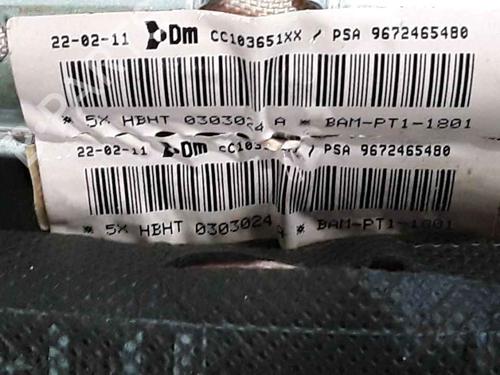 22-02-11 Dm CC103651XX / PSA 9672465480
* 5X HBHT 0303024 A * BAM-PT1-1801
22-02-11 Dm / PSA 9672465480
* 5X HBHT 0303024 * BAM-PT1-1801